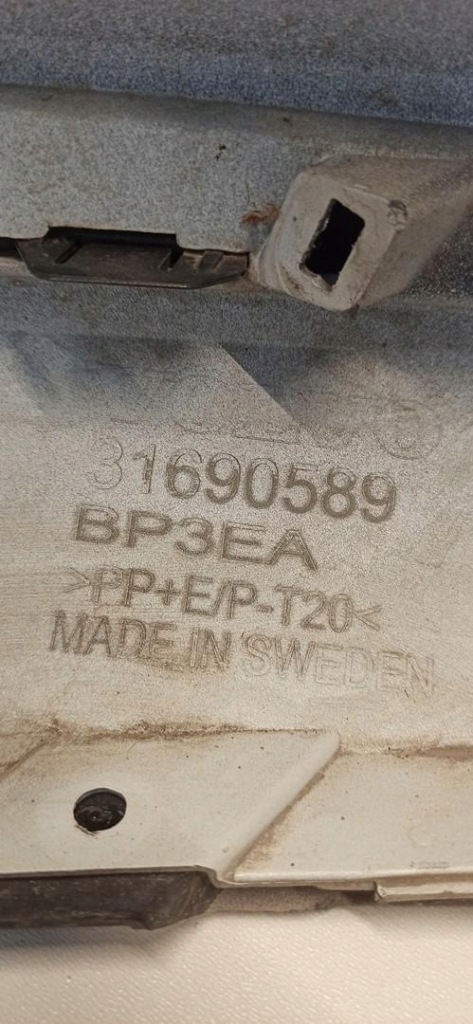 31690589
BP3EA
>PP+E/P-T20<
MADE IN SWEDEN